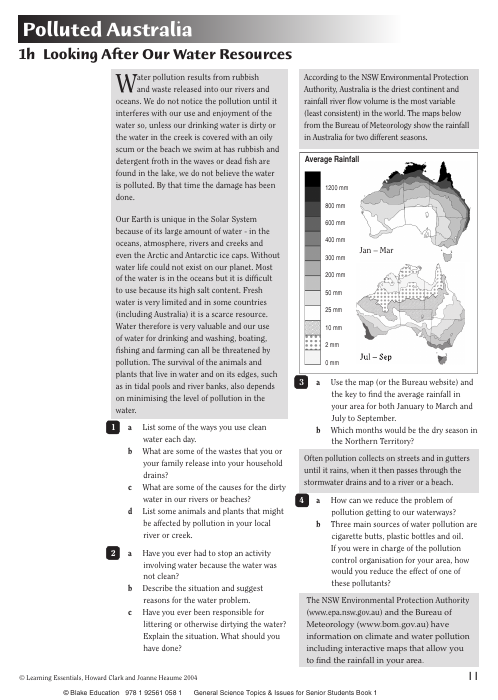 Polluted Australia
1h Looking After Our Water Resources
Water pollution results from rubbish
and waste released into our rivers and
oceans. We do not notice the pollution until it
interferes with our use and enjoyment of the
water so, unless our drinking water is dirty or
the water in the creek is covered with an oily
scum or the beach we swim at has rubbish and
detergent froth in the waves or dead fish are
found in the lake, we do not believe the water
is polluted. By that time the damage has been
done.
Our Earth is unique in the Solar System
because of its large amount of water - in the
oceans, atmosphere, rivers and creeks and
even the Arctic and Antarctic ice caps. Without
water life could not exist on our planet. Most
of the water is in the oceans but it is difficult
to use because its high salt content. Fresh
water is very limited and in some countries
(including Australia) it is a scarce resource.
Water therefore is very valuable and our use
of water for drinking and washing, boating,
fishing and farming can all be threatened by
pollution. The survival of the animals and
plants that live in water and on its edges, such
as in tidal pools and river banks, also depends
on minimising the level of pollution in the
water.
1 a List some of the ways you use clean
water each day.
b What are some of the wastes that you or
your family release into your household
drains?
c What are some of the causes for the dirty
water in our rivers or beaches?
d List some animals and plants that might
be affected by pollution in your local
river or creek.
2 a Have you ever had to stop an activity
involving water because the water was
not clean?
b Describe the situation and suggest
reasons for the water problem.
c Have you ever been responsible for
littering or otherwise dirtying the water?
Explain the situation. What should you
have done?
According to the NSW Environmental Protection
Authority, Australia is the driest continent and
rainfall river flow volume is the most variable
(least consistent) in the world. The maps below
from the Bureau of Meteorology show the rainfall
in Australia for two different seasons.
Average Rainfall
1200 mm
800 mm
600 mm
400 mm
300 mm
200 mm
50 mm
25 mm
10 mm
2 mm
0 mm
Jan – Mar
Jul – Sep
3 a Use the map (or the Bureau website) and
the key to find the average rainfall in
your area for both January to March and
July to September.
b Which months would be the dry season in
the Northern Territory?
Often pollution collects on streets and in gutters
until it rains, when it then passes through the
stormwater drains and to a river or a beach.
4 a How can we reduce the problem of
pollution getting to our waterways?
b Three main sources of water pollution are
cigarette butts, plastic bottles and oil.
If you were in charge of the pollution
control organisation for your area, how
would you reduce the effect of one of
these pollutants?
The NSW Environmental Protection Authority
(www.epa.nsw.gov.au) and the Bureau of
Meteorology (www.bom.gov.au) have
information on climate and water pollution
including interactive maps that allow you
to find the rainfall in your area.
© Learning Essentials, Howard Clark and Joanne Heaume 2004
11
© Blake Education 978 1 92561 058 1 General Science Topics & Issues for Senior Students Book 1